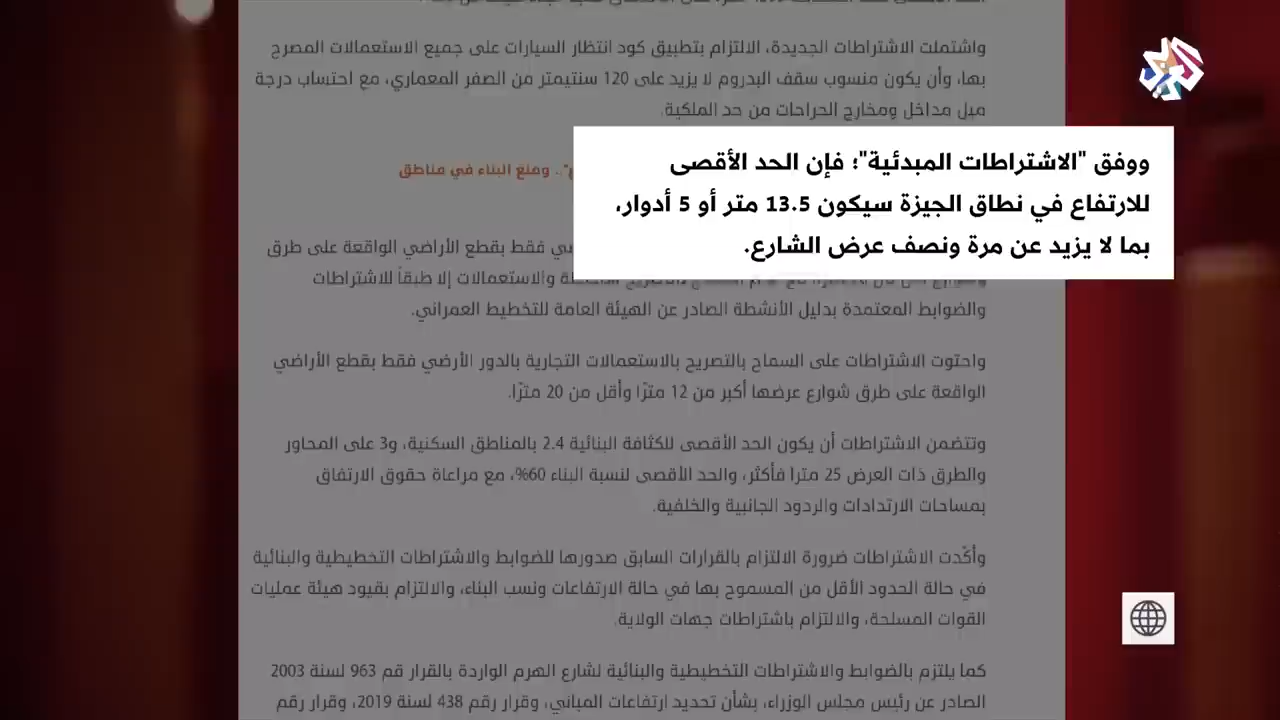 واشتملت الاشتراطات الجديدة، الالتزام بتطبيق كود انتظار السيارات على جميع الاستعمالات المصرح
بها، وأن يكون منسوب سقف البدروم لا يزيد على 120 سنتيمتر من الصفر المعماري، مع احتساب درجة
ميل مداخل ومخارج الجراجات من حد الملكية.
ووفق "الاشتراطات المبدئية"؛ فإن الحد الأقصى
للارتفاع في نطاق الجيزة سيكون 13.5 متر أو 5 أدوار،
بما لا يزيد عن مرة ونصف عرض الشارع.
ومنع البناء في مناطق
فقط بقطع الأراضي الواقعة على طرق
والاستعمالات إلا طبقاً للاشتراطات
والضوابط المعتمدة بدليل الأنشطة الصادر عن الهيئة العامة للتخطيط العمراني.
واحتوت الاشتراطات على السماح بالتصريح بالاستعمالات التجارية بالدور الأرضي فقط بقطع الأراضي
الواقعة على طرق شوارع عرضها أكبر من 12 مترًا وأقل من 20 مترًا.
وتتضمن الاشتراطات أن يكون الحد الأقصى للكثافة البنائية 2.4 بالمناطق السكنية، و3 على المحاور
والطرق ذات العرض 25 مترا فأكثر، والحد الأقصى لنسبة البناء 60%، مع مراعاة حقوق الارتفاق
بمساحات الارتدادات والردود الجانبية والخلفية.
وأكّدت الاشتراطات ضرورة الالتزام بالقرارات السابق صدورها للضوابط والاشتراطات التخطيطية والبنائية
في حالة الحدود الأقل من المسموح بها في حالة الارتفاعات ونسب البناء، والالتزام بقيود هيئة عمليات
القوات المسلحة، والالتزام باشتراطات جهات الولاية.
كما يلتزم بالضوابط والاشتراطات التخطيطية والبنائية لشارع الهرم الواردة بالقرار قم 963 لسنة 2003
الصادر عن رئيس مجلس الوزراء، بشأن تحديد ارتفاعات المباني، وقرار رقم 438 لسنة 2019، وقرار رقم